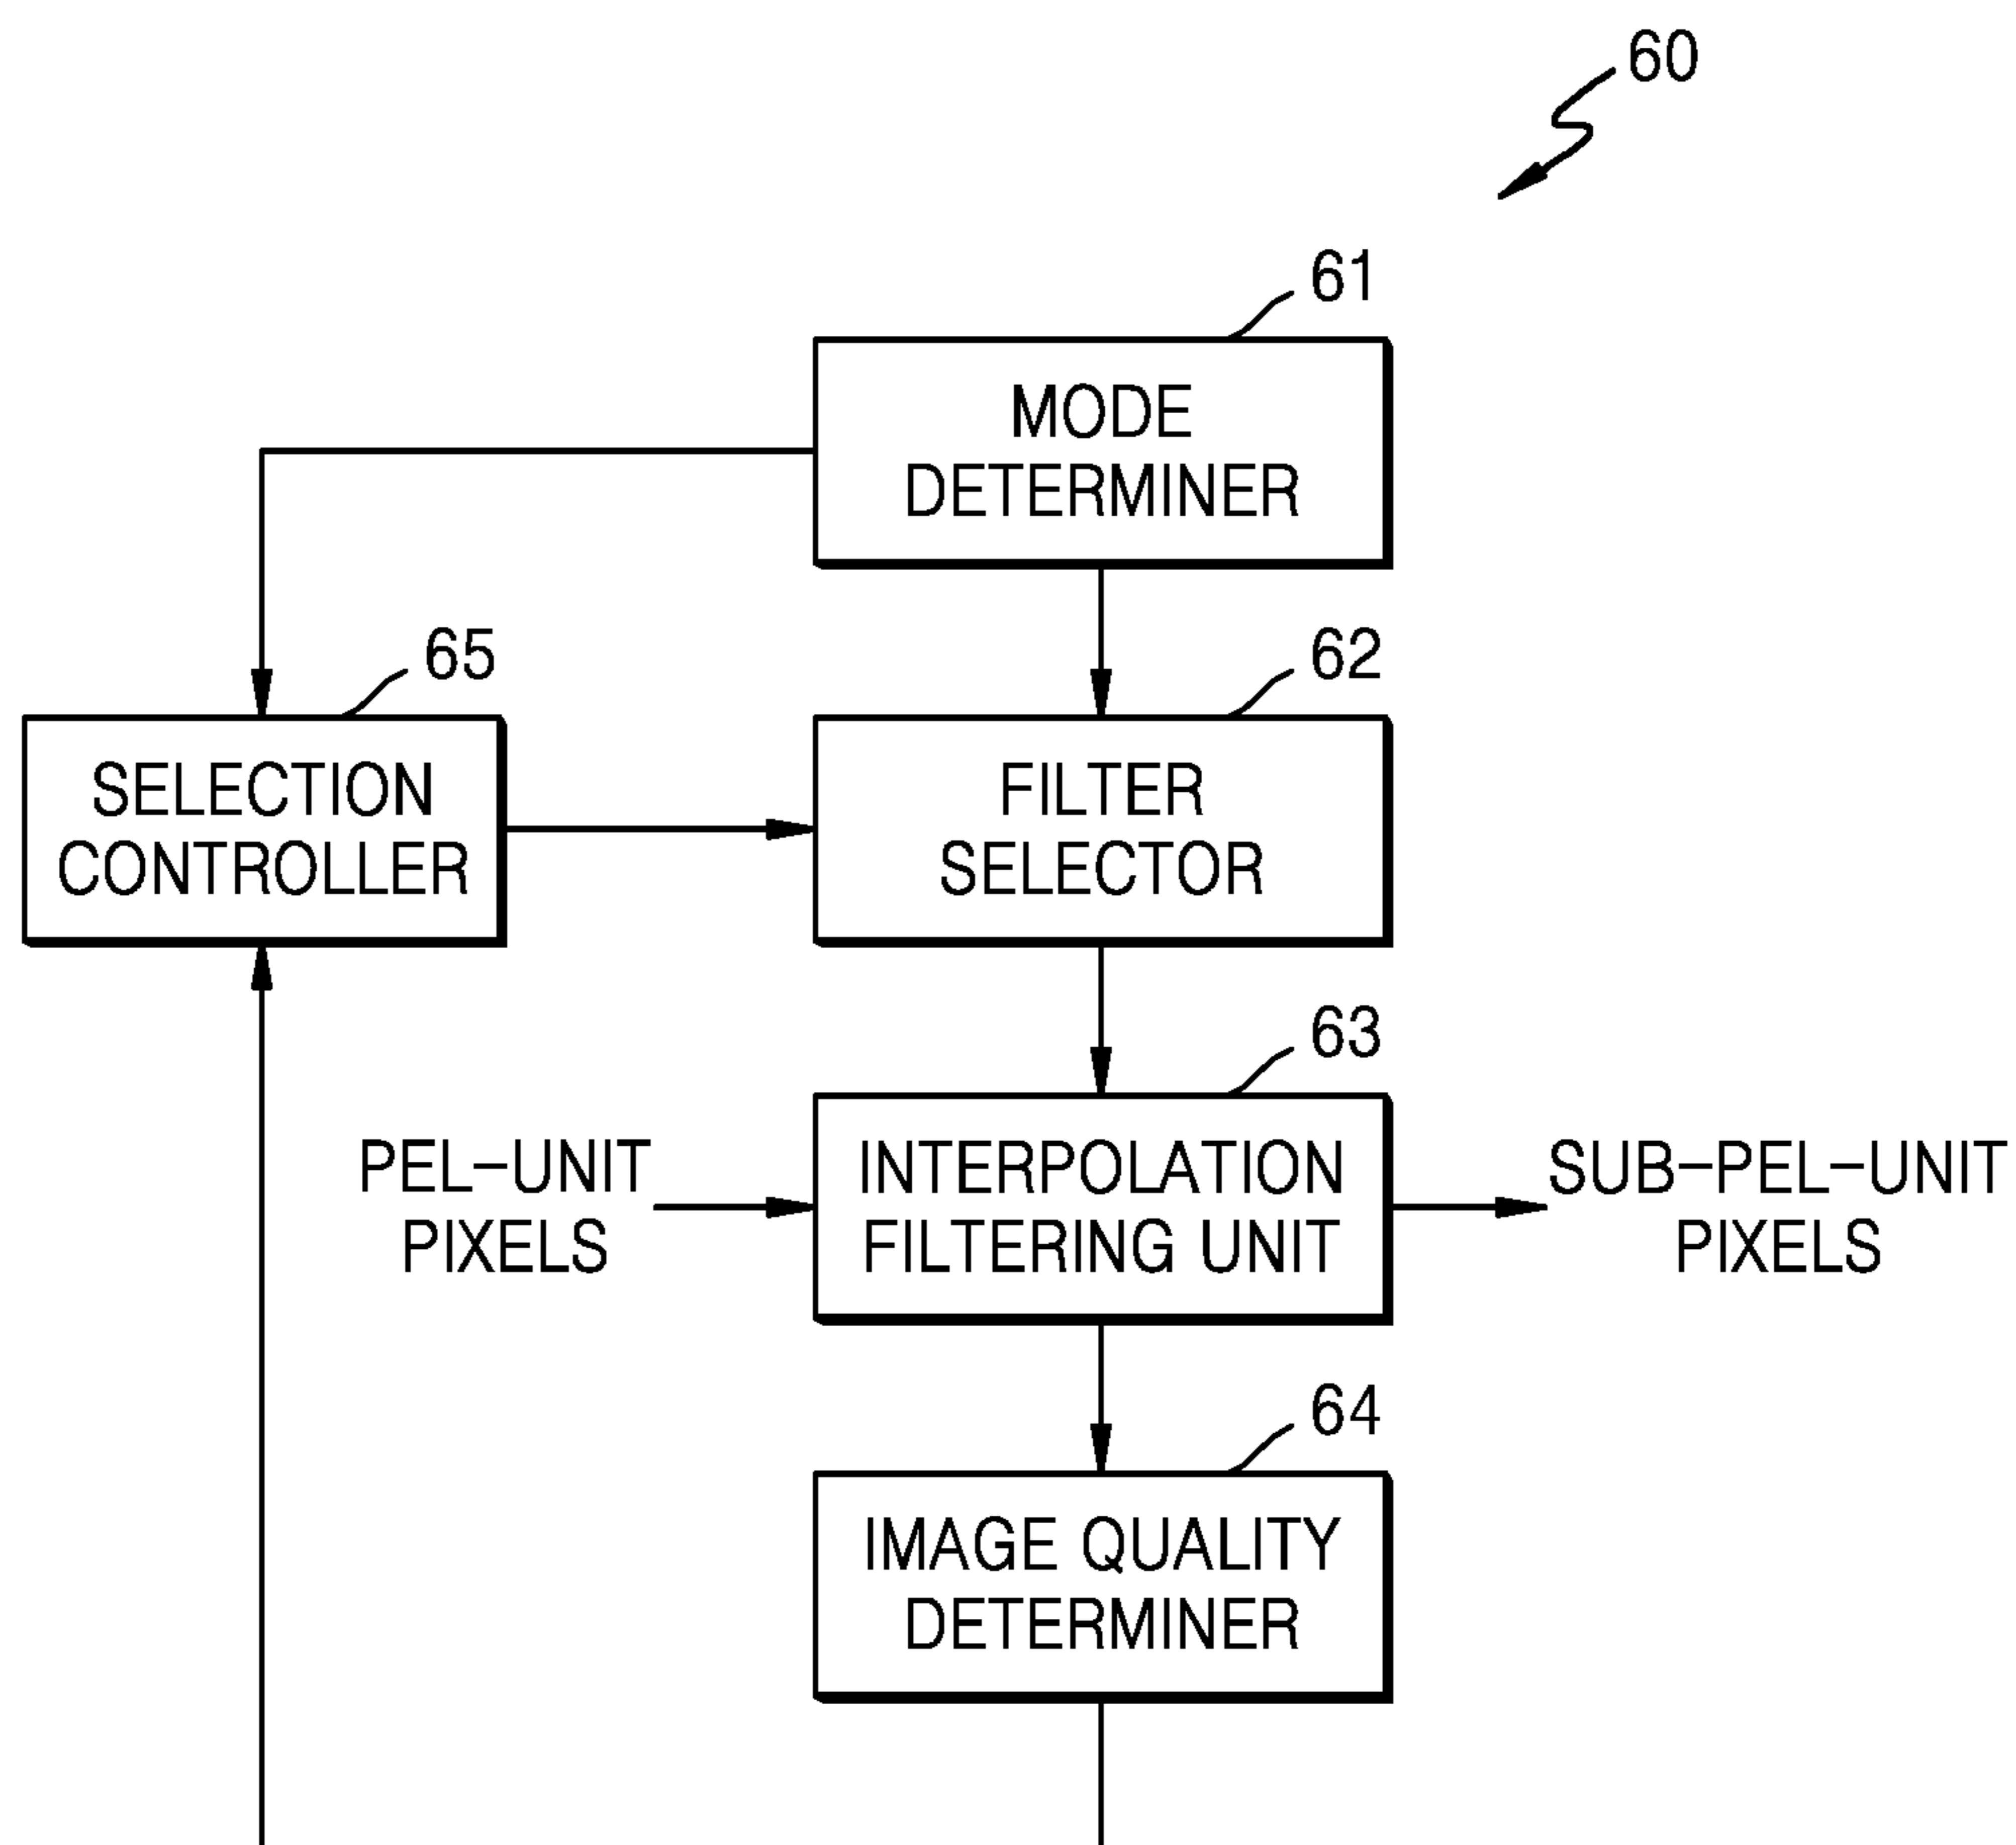 60
61
MODE
DETERMINER
65
SELECTION
CONTROLLER
62
FILTER
SELECTOR
63
PEL-UNIT
PIXELS
INTERPOLATION
FILTERING UNIT
SUB-PEL-UNIT
PIXELS
64
IMAGE QUALITY
DETERMINER